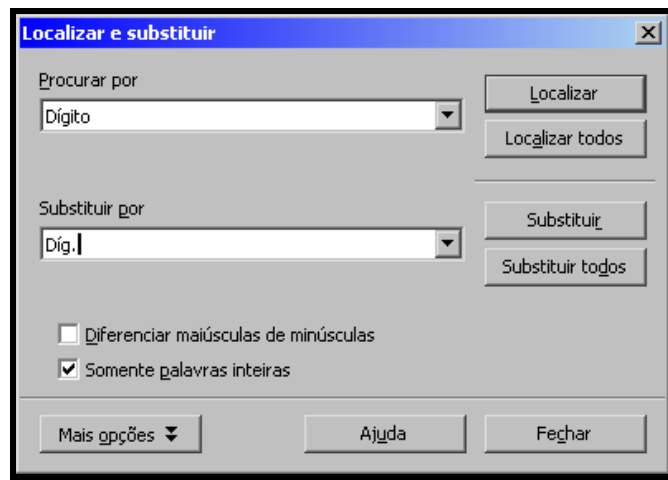 Localizar e substituir
Procurar por
Dígito
Localizar
Localizar todos
Substituir por
Díg.
Substituir
Substituir todos
Diferenciar maiúsculas de minúsculas
Somente palavras inteiras
Mais opções
Ajuda
Fechar